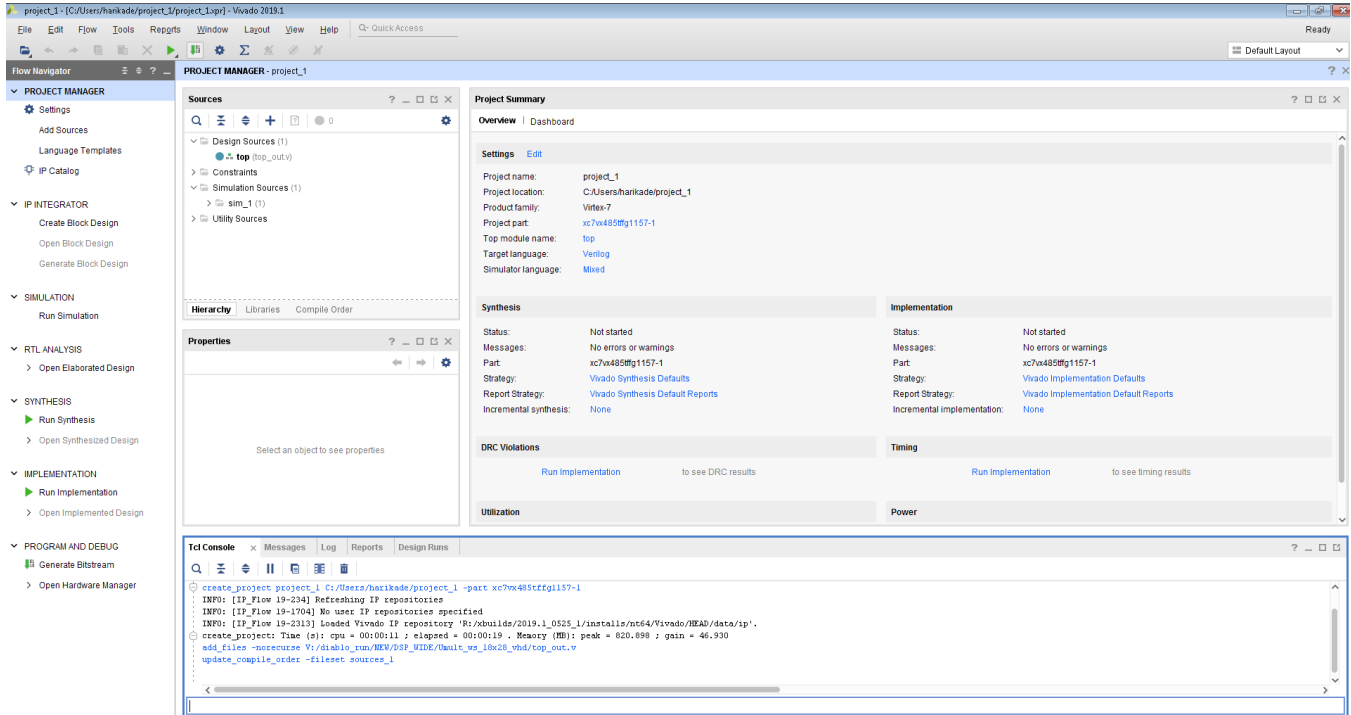 project_1 - [C:/Users/harikade/project_1/project_1.xpr] - Vivado 2019.1
File Edit Flow Tools Reports Window Layout View Help Quick Access
Ready
Default Layout
Flow Navigator
PROJECT MANAGER
Settings
Add Sources
Language Templates
IP Catalog
IP INTEGRATOR
Create Block Design
Open Block Design
Generate Block Design
SIMULATION
Run Simulation
RTL ANALYSIS
Open Elaborated Design
SYNTHESIS
Run Synthesis
Open Synthesized Design
IMPLEMENTATION
Run Implementation
Open Implemented Design
PROGRAM AND DEBUG
Generate Bitstream
Open Hardware Manager
PROJECT MANAGER - project_1
Sources
0
Design Sources (1)
top (top_out.v)
Constraints
Simulation Sources (1)
sim_1 (1)
Utility Sources
Hierarchy Libraries Compile Order
Properties
Select an object to see properties
Project Summary
Overview | Dashboard
Settings Edit
Project name: project_1
Project location: C:/Users/harikade/project_1
Product family: Virtex-7
Project part: xc7vx485tffg1157-1
Top module name: top
Target language: Verilog
Simulator language: Mixed
Synthesis
Status: Not started
Messages: No errors or warnings
Part: xc7vx485tffg1157-1
Strategy: Vivado Synthesis Defaults
Report Strategy: Vivado Synthesis Default Reports
Incremental synthesis: None
Implementation
Status: Not started
Messages: No errors or warnings
Part: xc7vx485tffg1157-1
Strategy: Vivado Implementation Defaults
Report Strategy: Vivado Implementation Default Reports
Incremental implementation: None
DRC Violations
Run Implementation to see DRC results
Timing
Run Implementation to see timing results
Utilization
Power
Tcl Console Messages Log Reports Design Runs
create_project project_1 C:/Users/harikade/project_1 -part xc7vx485tffg1157-1
INFO: [IP_Flow 19-234] Refreshing IP repositories
INFO: [IP_Flow 19-1704] No user IP repositories specified
INFO: [IP_Flow 19-2313] Loaded Vivado IP repository 'R:/xbuilds/2019.1_0525_1/installs/nt64/Vivado/HEAD/data/ip'.
create_project: Time (s): cpu = 00:00:11 ; elapsed = 00:00:19 . Memory (MB): peak = 820.898 ; gain = 46.930
add_files -norecurse V:/diablo_run/NEW/DSP_WIDE/Umult_ws_18x28_vhd/top_out.v
update_compile_order -fileset sources_1